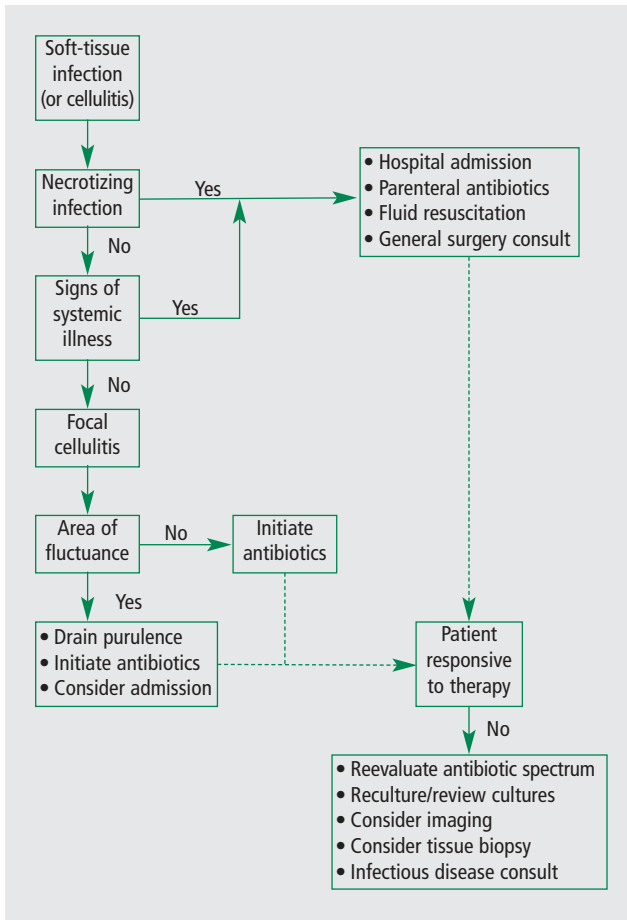 Soft-tissue
infection
(or cellulitis)
Necrotizing
infection
Yes
• Hospital admission
• Parenteral antibiotics
• Fluid resuscitation
• General surgery consult
No
Signs of
systemic
illness
Yes
No
Focal
cellulitis
Area of
fluctuance
No
Initiate
antibiotics
Yes
• Drain purulence
• Initiate antibiotics
• Consider admission
Patient
responsive
to therapy
No
• Reevaluate antibiotic spectrum
• Reculture/review cultures
• Consider imaging
• Consider tissue biopsy
• Infectious disease consult